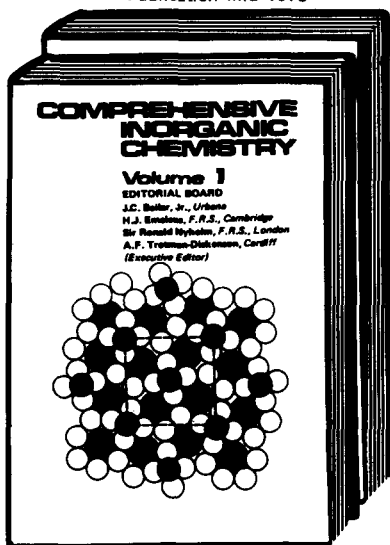 COMPREHENSIVE
INORGANIC
CHEMISTRY
Volume 1
EDITORIAL BOARD
J.C. Bailar, Jr., Urbana
H.J. Emeleus, F.R.S., Cambridge
Sir Ronald Nyholm, F.R.S., London
A.F. Trotman-Dickenson, Cardiff
(Executive Editor)